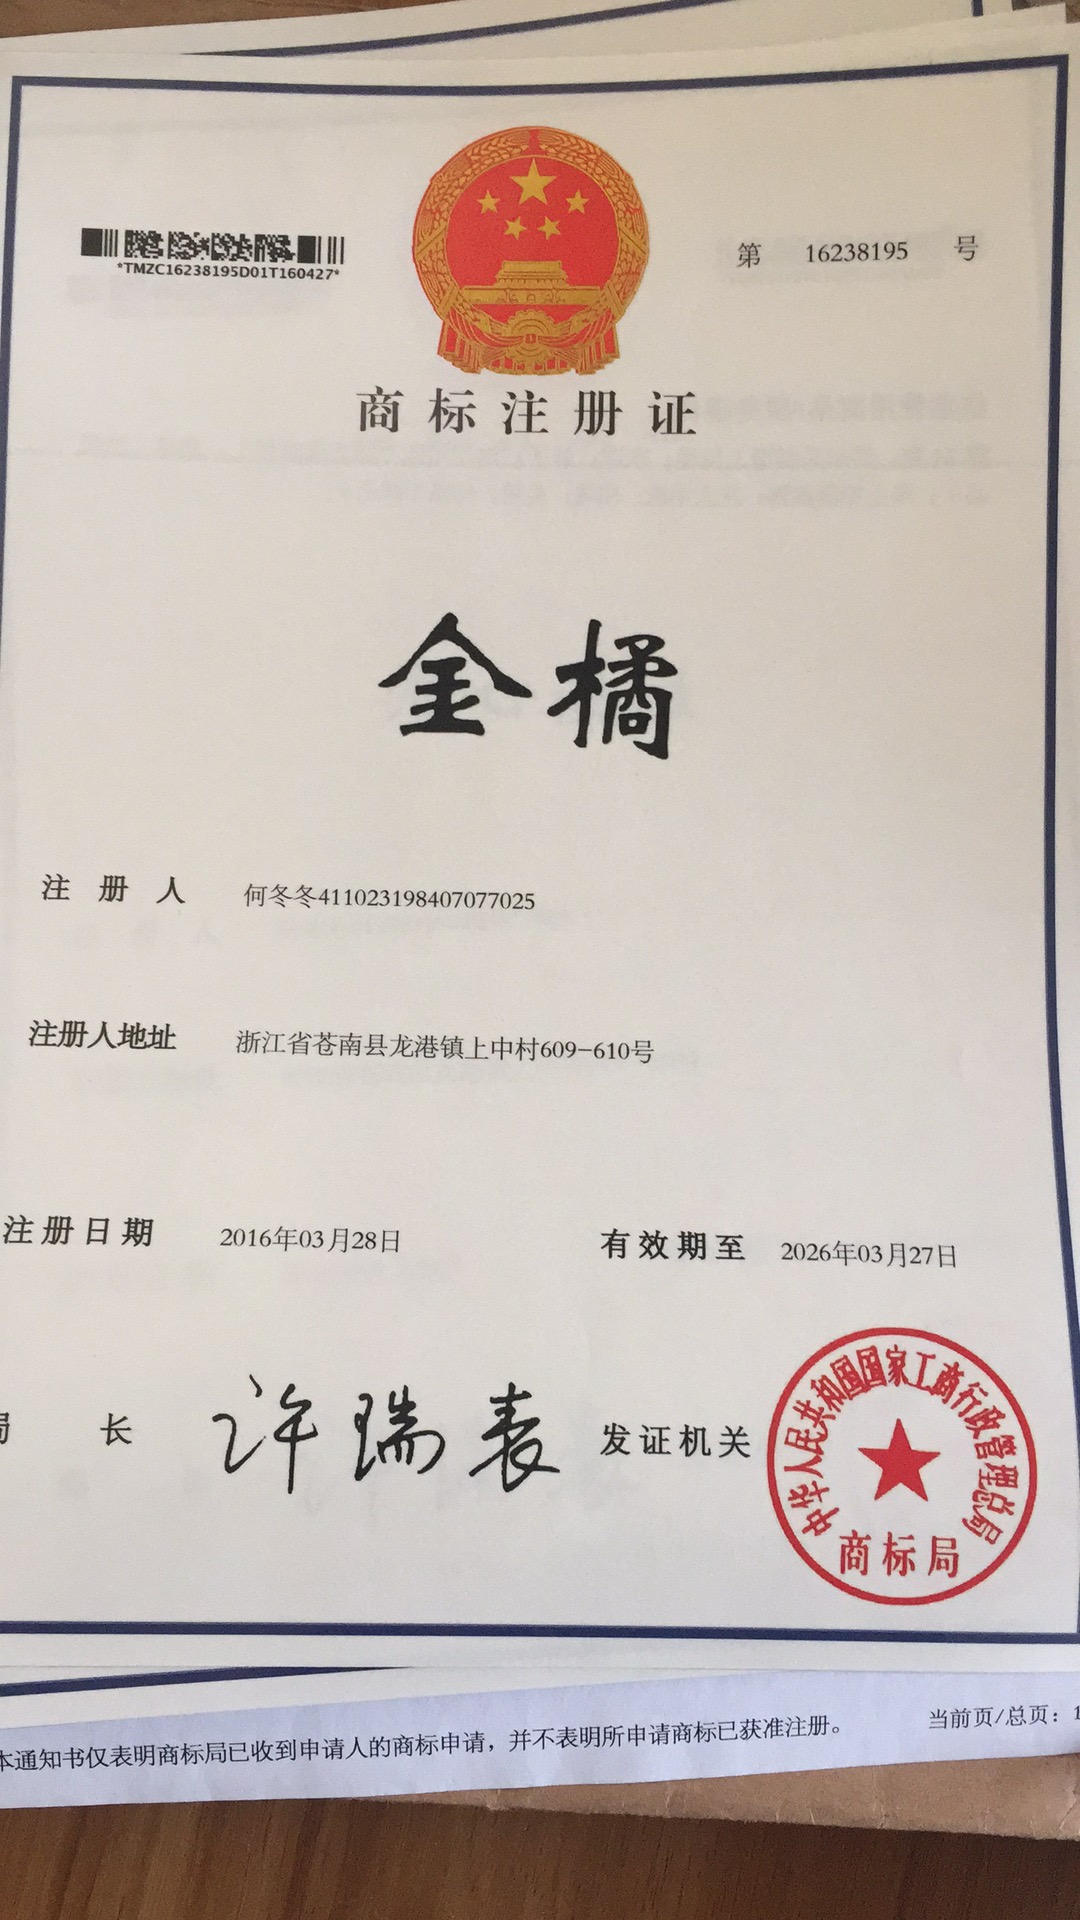 *TMZC16238195D01T160427*
第 16238195 号
商标注册证
金橘
注册人 何冬冬411023198407077025
注册人地址 浙江省苍南县龙港镇上中村609-610号
注册日期 2016年03月28日 有效期至 2026年03月27日
局长 许瑞表 发证机关
中华人民共和国国家工商行政管理总局
商标局
本通知书仅表明商标局已收到申请人的商标申请，并不表明所申请商标已获准注册。
当前页/总页：1